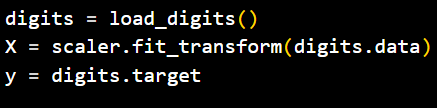 digits = load_digits()
X = scaler.fit_transform(digits.data)
y = digits.target